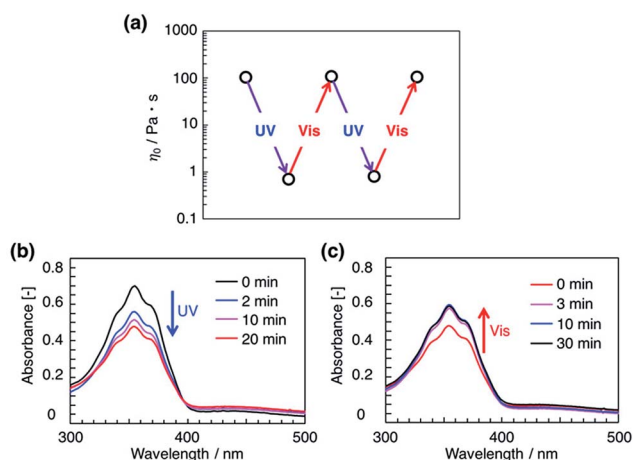 (a)
1000
100
10
1
0.1
η₀ / Pa · s
UV
Vis
UV
Vis
(b)
0.8
0.6
0.4
0.2
0
Absorbance [-]
0 min
2 min
10 min
20 min
UV
300
400
500
Wavelength / nm
(c)
0.8
0.6
0.4
0.2
0
Absorbance [-]
0 min
3 min
10 min
30 min
Vis
300
400
500
Wavelength / nm